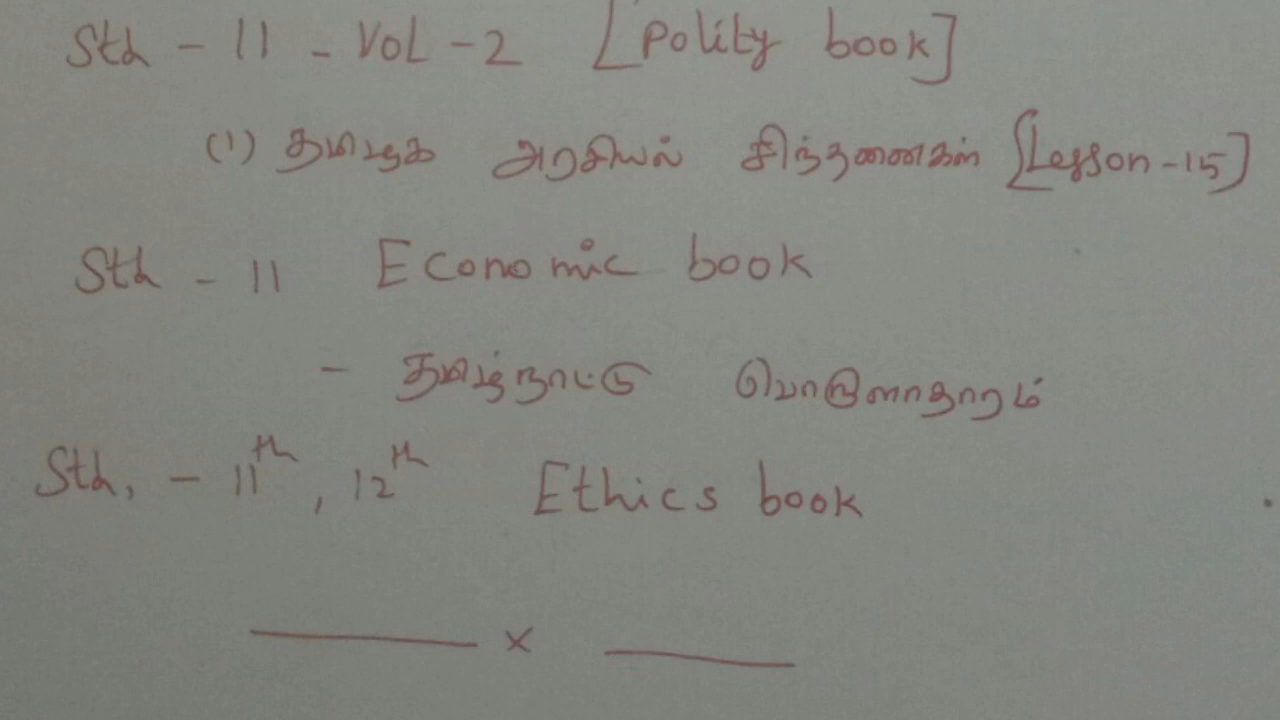 Std - 11 - Vol - 2 [Polity book]
(1) தமிழக அரசியல் சிந்தனைகள் [Lesson - 15]
Std - 11 Economic book
- தமிழ்நாட்டு பொருளாதாரம்
Std, - 11th, 12th Ethics book
x